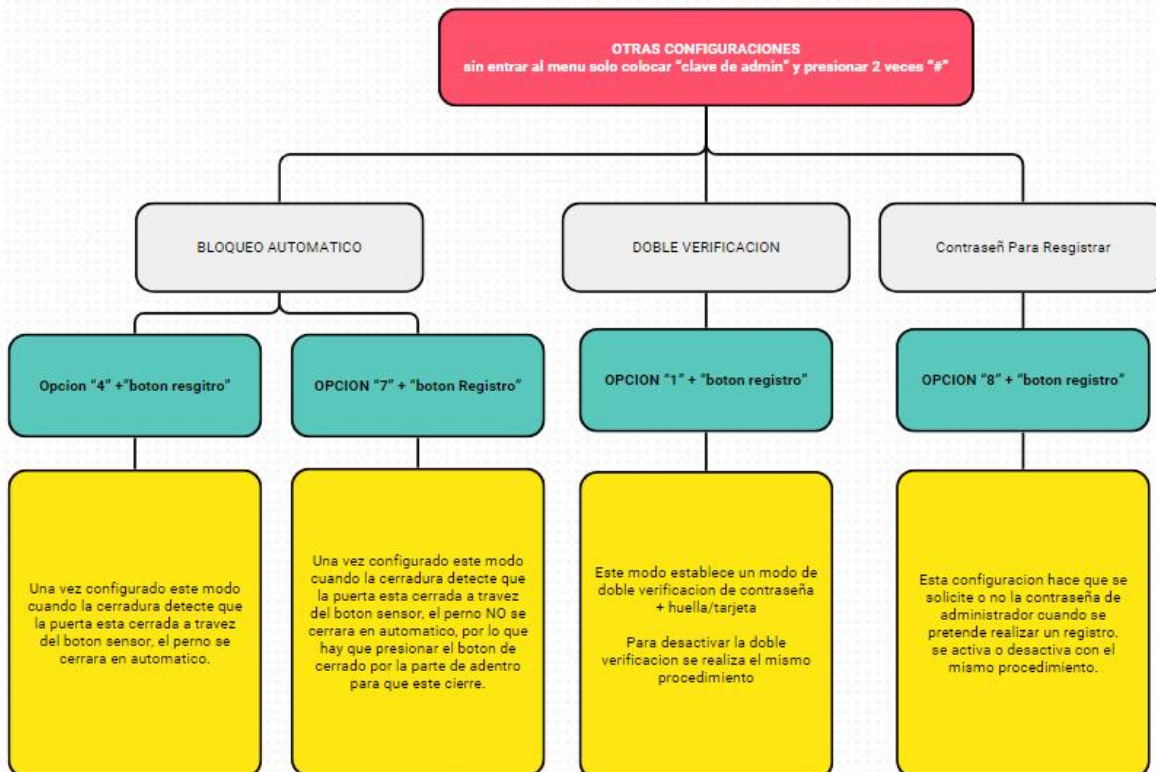 OTRAS CONFIGURACIONES
sin entrar al menu solo colocar “clave de admin” y presionar 2 veces “#”
BLOQUEO AUTOMATICO
DOBLE VERIFICACION
Contraseñ Para Resgistrar
Opcion “4” +”boton resgitro”
OPCION “7” + “boton Registro”
OPCION “1” + “boton registro”
OPCION “8” + “boton registro”
Una vez configurado este modo
cuando la cerradura detecte que
la puerta esta cerrada a travez
del boton sensor, el perno se
cerrara en automatico.
Una vez configurado este modo
cuando la cerradura detecte que
la puerta esta cerrada a travez
del boton sensor, el perno NO se
cerrara en automatico, por lo que
hay que presionar el boton de
cerrado por la parte de adentro
para que este cierre.
Este modo establece un modo de
doble verificacion de contraseña
+ huella/tarjeta
Para desactivar la doble
verificacion se realiza el mismo
procedimiento
Esta configuracion hace que se
solicite o no la contraseña de
administrador cuando se
pretende realizar un registro.
se activa o desactiva con el
mismo procedimiento.